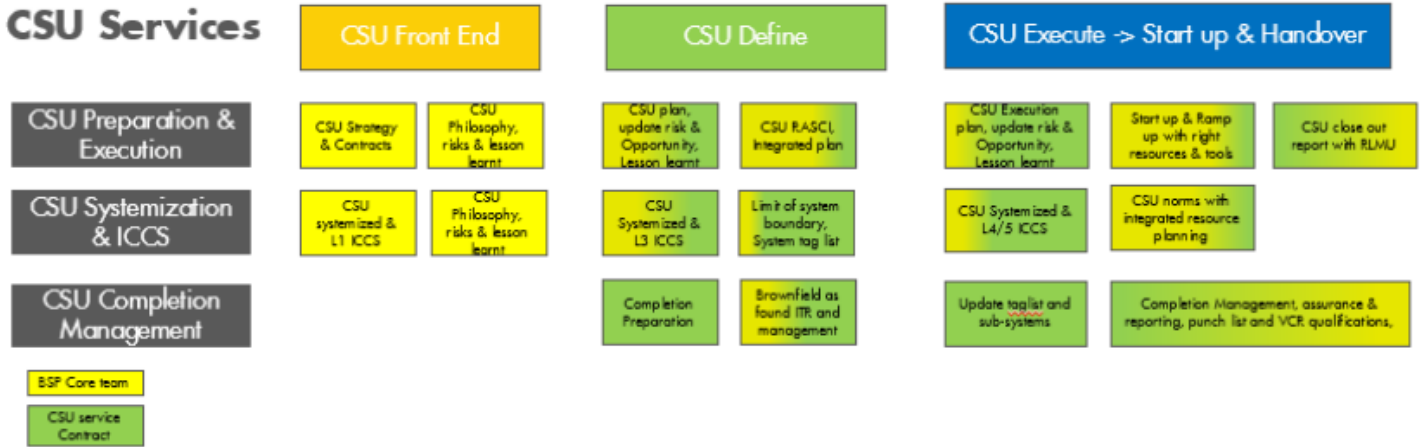 CSU Services
CSU Front End
CSU Define
CSU Execute -> Start up & Handover
CSU Preparation &
Execution
CSU Strategy
& Contracts
CSU
Philosophy,
risks & lesson
learnt
CSU plan,
update risk &
Opportunity,
Lesson learnt
CSU RASCI,
Integrated plan
CSU Execution
plan, update risk &
Opportunity,
Lesson learnt
Start up & Ramp
up with right
resources & tools
CSU close out
report with RLMU
CSU Systemization
& ICCS
CSU
systemized &
L1 ICCS
CSU
Philosophy,
risks & lesson
learnt
CSU
Systemized &
L3 ICCS
Limit of system
boundary,
System tag list
CSU Systemized &
L4/5 ICCS
CSU norms with
integrated resource
planning
CSU Completion
Management
Completion
Preparation
Brownfield as
found ITR and
management
Update taglist and
sub-systems
Completion Management, assurance &
reporting, punch list and VCR qualifications,
BSP Core team
CSU service
Contract